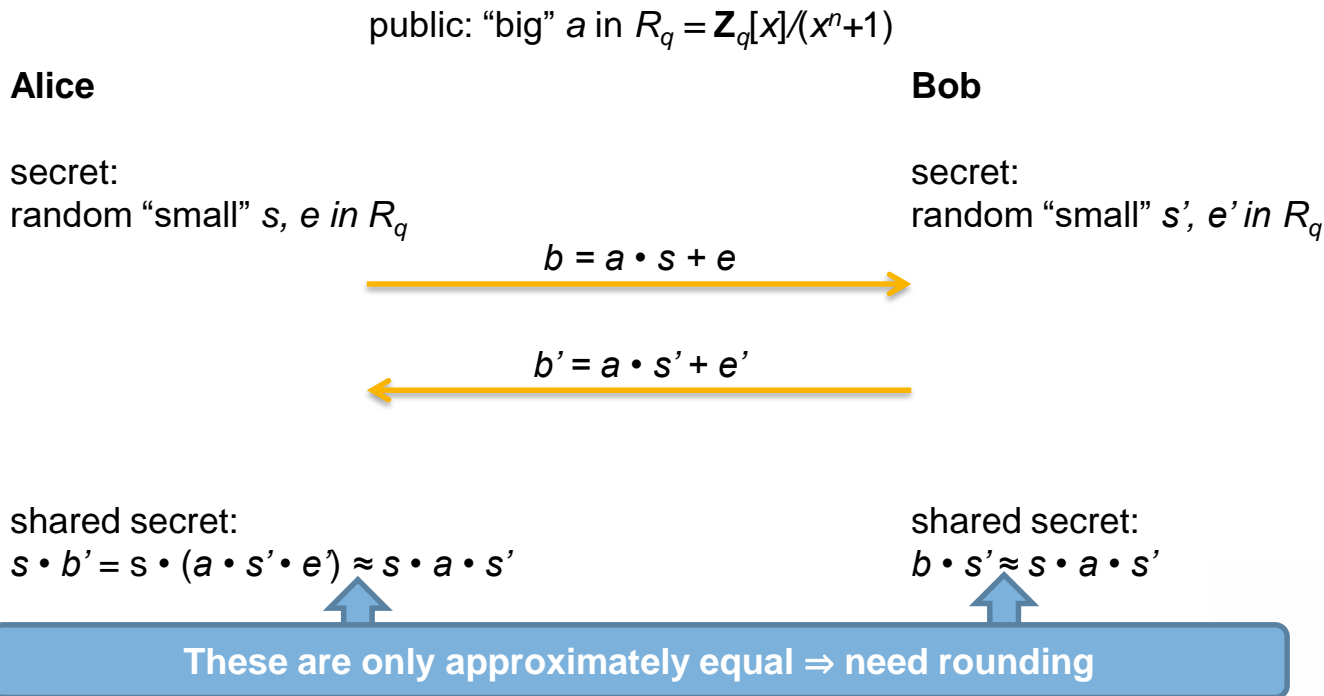 public: “big” a in R_q = Z_q[x]/(xⁿ+1)
Alice Bob
secret: secret:
random “small” s, e in R_q random “small” s’, e’ in R_q
b = a • s + e
b’ = a • s’ + e’
shared secret: shared secret:
s • b’ = s • (a • s’ • e’) ≈ s • a • s’ b • s’ ≈ s • a • s’
These are only approximately equal ⇒ need rounding